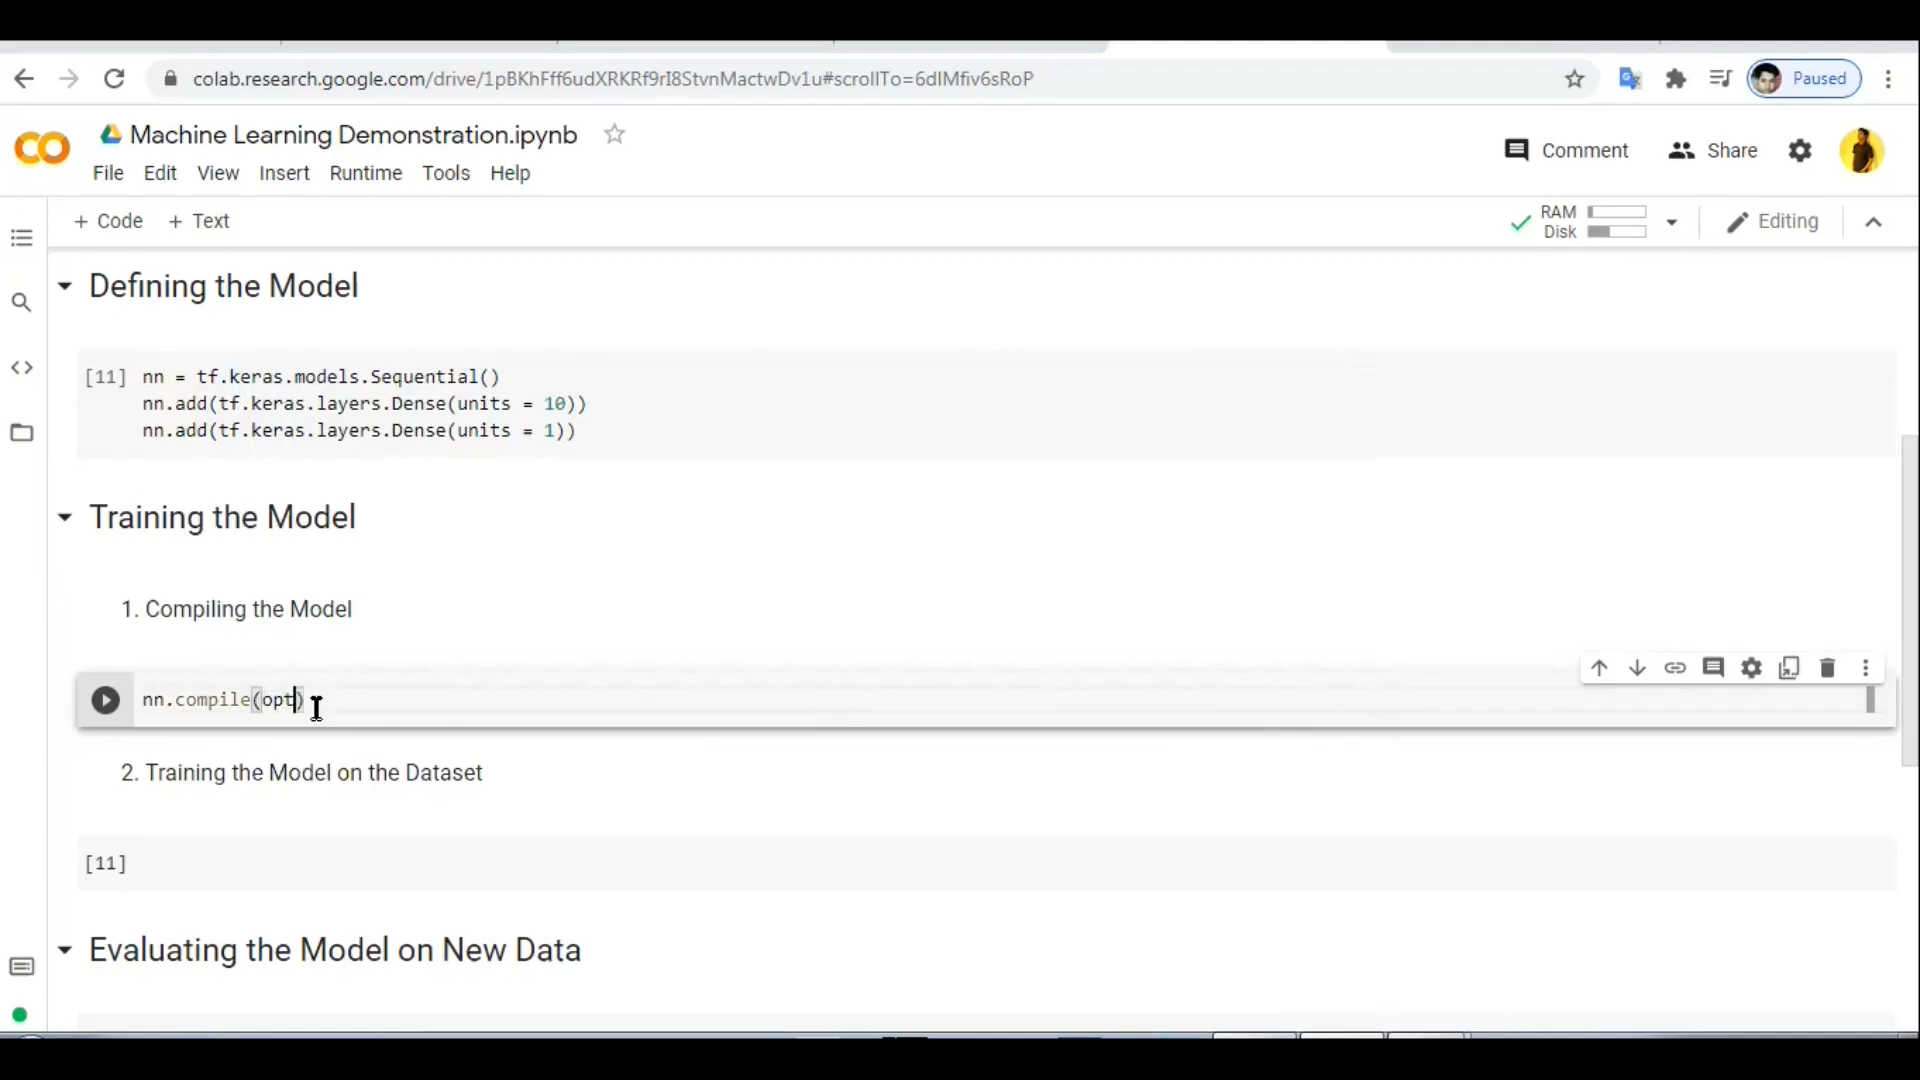 colab.research.google.com/drive/1pBKhFff6udXRKRf9rI8StvnMactwDv1u#scrollTo=6dlMfiv6sRoP
Paused
Machine Learning Demonstration.ipynb
File Edit View Insert Runtime Tools Help
Comment
Share
+ Code + Text
RAM
Disk
Editing
Defining the Model
[11] nn = tf.keras.models.Sequential()
nn.add(tf.keras.layers.Dense(units = 10))
nn.add(tf.keras.layers.Dense(units = 1))
Training the Model
1. Compiling the Model
nn.compile(opt)
2. Training the Model on the Dataset
[11]
Evaluating the Model on New Data